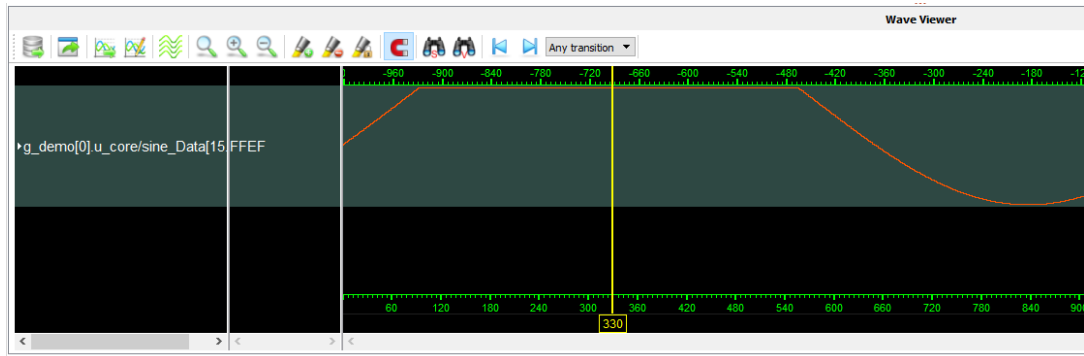 Wave Viewer
Any transition
-960 -900 -840 -780 -720 -660 -600 -540 -480 -420 -360 -300 -240 -180 -12
g_demo[0].u_core/sine_Data[15 FFEF
60 120 180 240 300 360 420 480 540 600 660 720 780 840 900
330